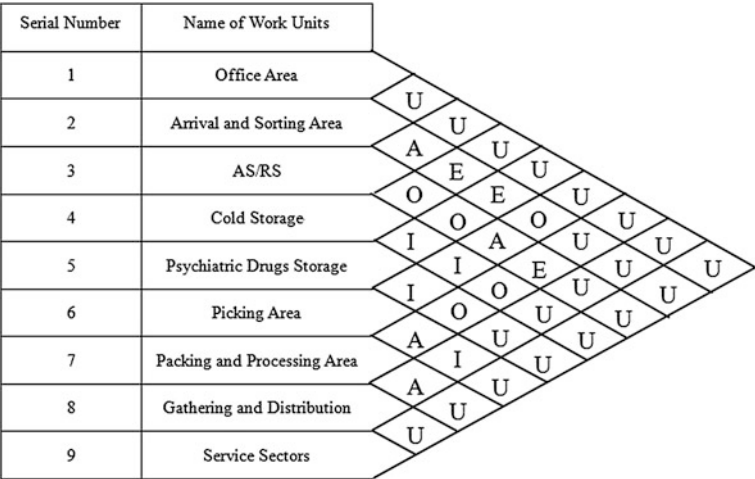 Serial Number Name of Work Units
1 Office Area
U
2 Arrival and Sorting Area U
A U
3 AS/RS E U
O E U
4 Cold Storage O O U
I A U U
5 Psychiatric Drugs Storage I E U U
I O U U
6 Picking Area O U U
A U U
7 Packing and Processing Area I U
A U
8 Gathering and Distribution U
U
9 Service Sectors